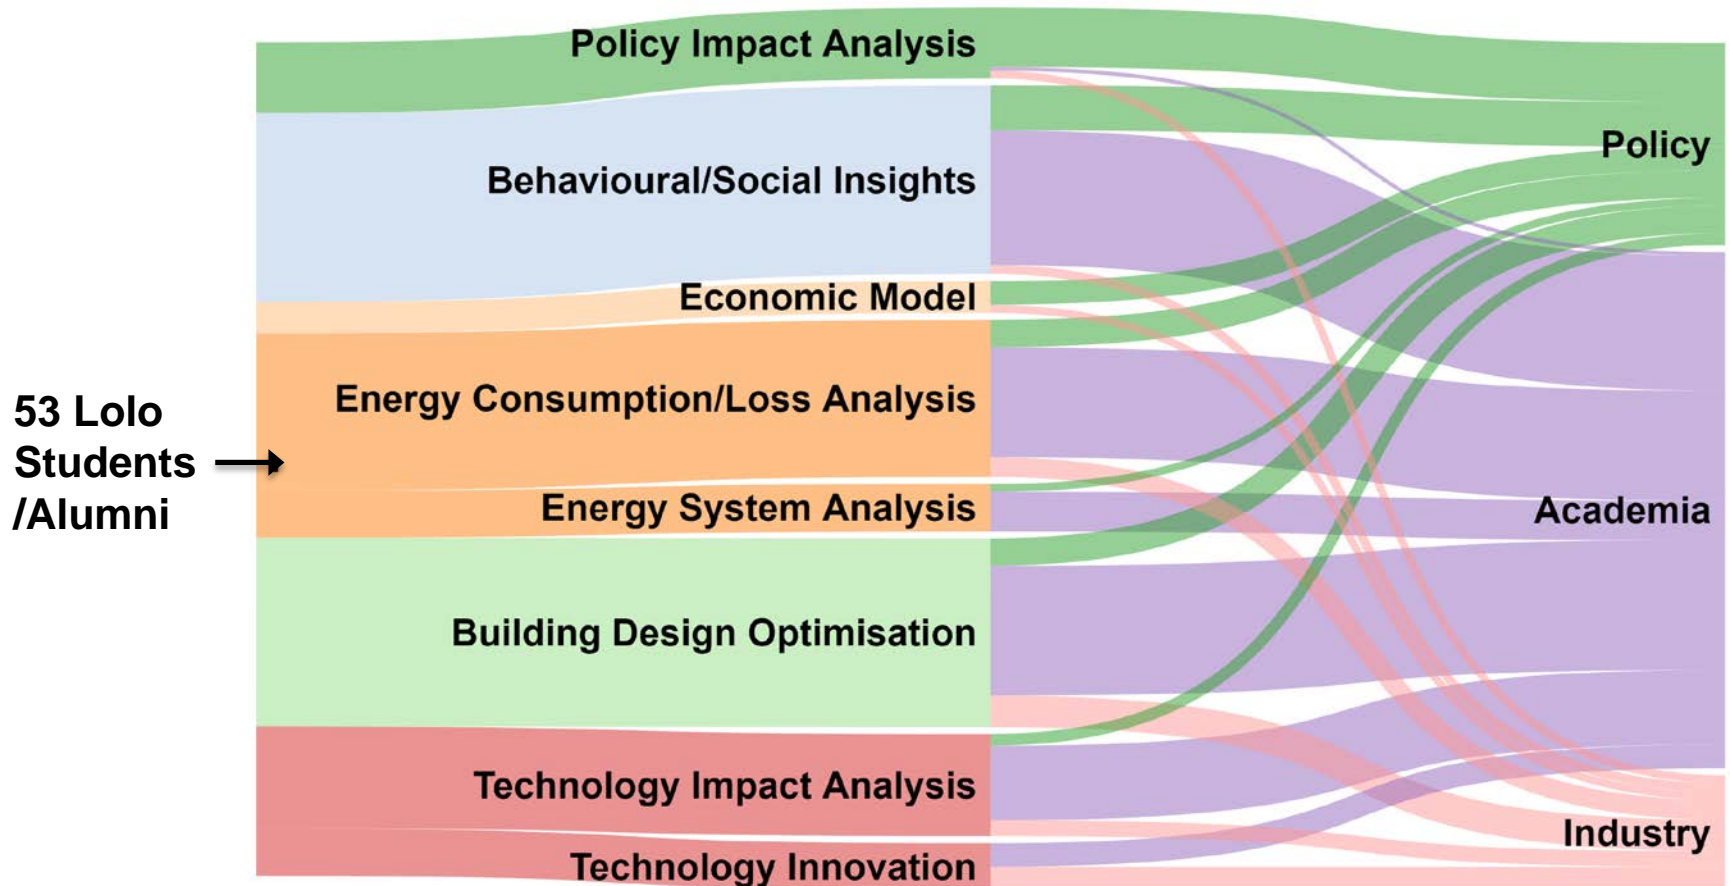 53 Lolo
Students
/Alumni
Policy Impact Analysis
Behavioural/Social Insights
Economic Model
Energy Consumption/Loss Analysis
Energy System Analysis
Building Design Optimisation
Technology Impact Analysis
Technology Innovation
Policy
Academia
Industry